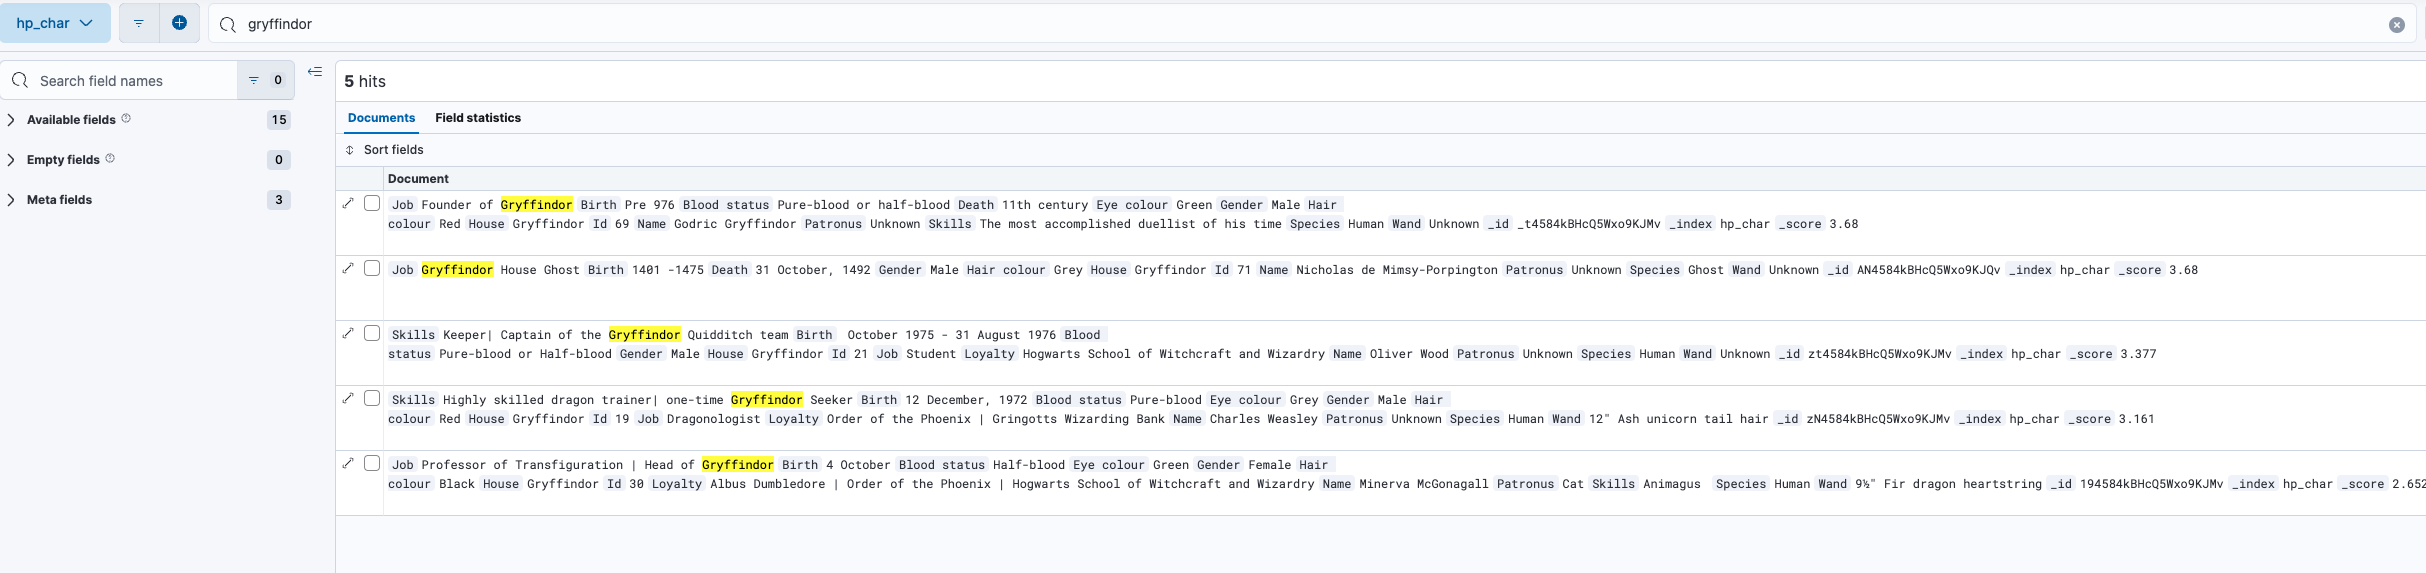 hp_char
gryffindor
Search field names
0
5 hits
Available fields
15
Documents Field statistics
Empty fields
0
Sort fields
Meta fields
3
Document
Job Founder of Gryffindor Birth Pre 976 Blood status Pure-blood or half-blood Death 11th century Eye colour Green Gender Male Hair
colour Red House Gryffindor Id 69 Name Godric Gryffindor Patronus Unknown Skills The most accomplished duellist of his time Species Human Wand Unknown _id _t4584kBHcQ5Wxo9KJMv _index hp_char _score 3.68
Job Gryffindor House Ghost Birth 1401 -1475 Death 31 October, 1492 Gender Male Hair colour Grey House Gryffindor Id 71 Name Nicholas de Mimsy-Porpington Patronus Unknown Species Ghost Wand Unknown _id AN4584kBHcQ5Wxo9KJQv _index hp_char _score 3.68
Skills Keeper| Captain of the Gryffindor Quidditch team Birth October 1975 - 31 August 1976 Blood
status Pure-blood or Half-blood Gender Male House Gryffindor Id 21 Job Student Loyalty Hogwarts School of Witchcraft and Wizardry Name Oliver Wood Patronus Unknown Species Human Wand Unknown _id zt4584kBHcQ5Wxo9KJMv _index hp_char _score 3.377
Skills Highly skilled dragon trainer| one-time Gryffindor Seeker Birth 12 December, 1972 Blood status Pure-blood Eye colour Grey Gender Male Hair
colour Red House Gryffindor Id 19 Job Dragonologist Loyalty Order of the Phoenix | Gringotts Wizarding Bank Name Charles Weasley Patronus Unknown Species Human Wand 12" Ash unicorn tail hair _id zN4584kBHcQ5Wxo9KJMv _index hp_char _score 3.161
Job Professor of Transfiguration | Head of Gryffindor Birth 4 October Blood status Half-blood Eye colour Green Gender Female Hair
colour Black House Gryffindor Id 30 Loyalty Albus Dumbledore | Order of the Phoenix | Hogwarts School of Witchcraft and Wizardry Name Minerva McGonagall Patronus Cat Skills Animagus Species Human Wand 9½" Fir dragon heartstring _id 194584kBHcQ5Wxo9KJMv _index hp_char _score 2.652